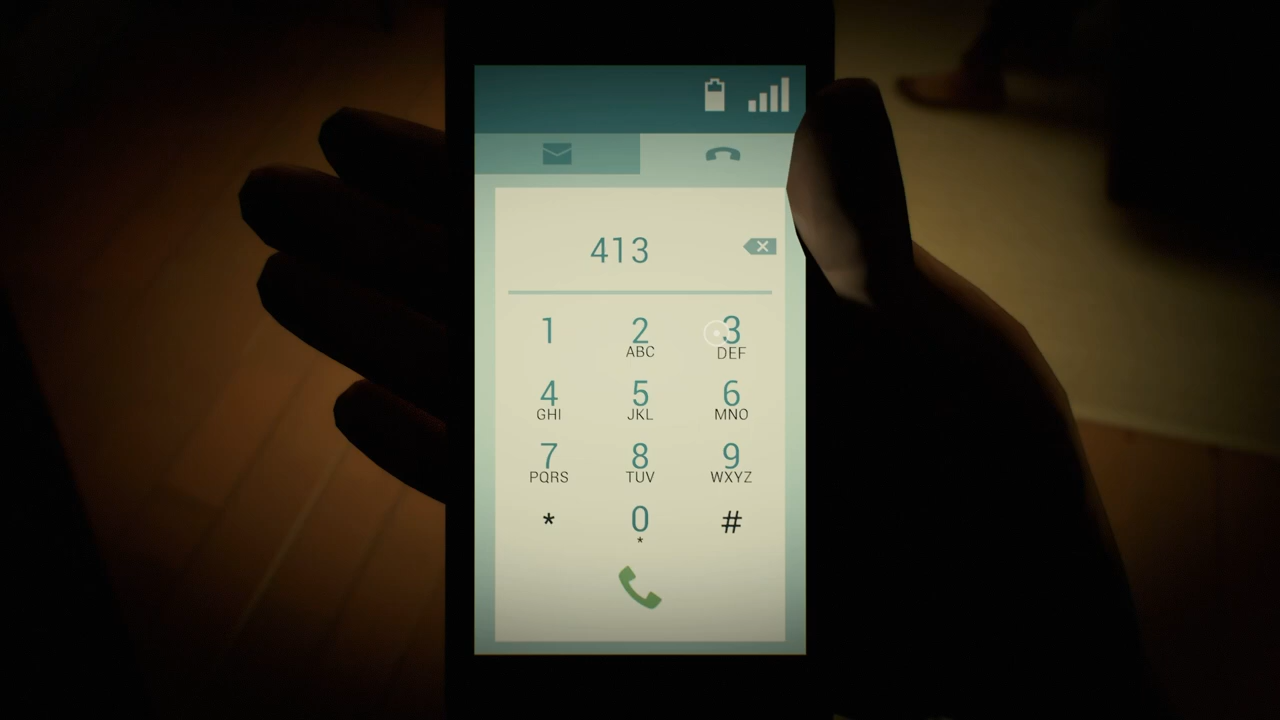 413
1 2 3
ABC DEF
4 5 6
GHI JKL MNO
7 8 9
PQRS TUV WXYZ
* 0 #
*